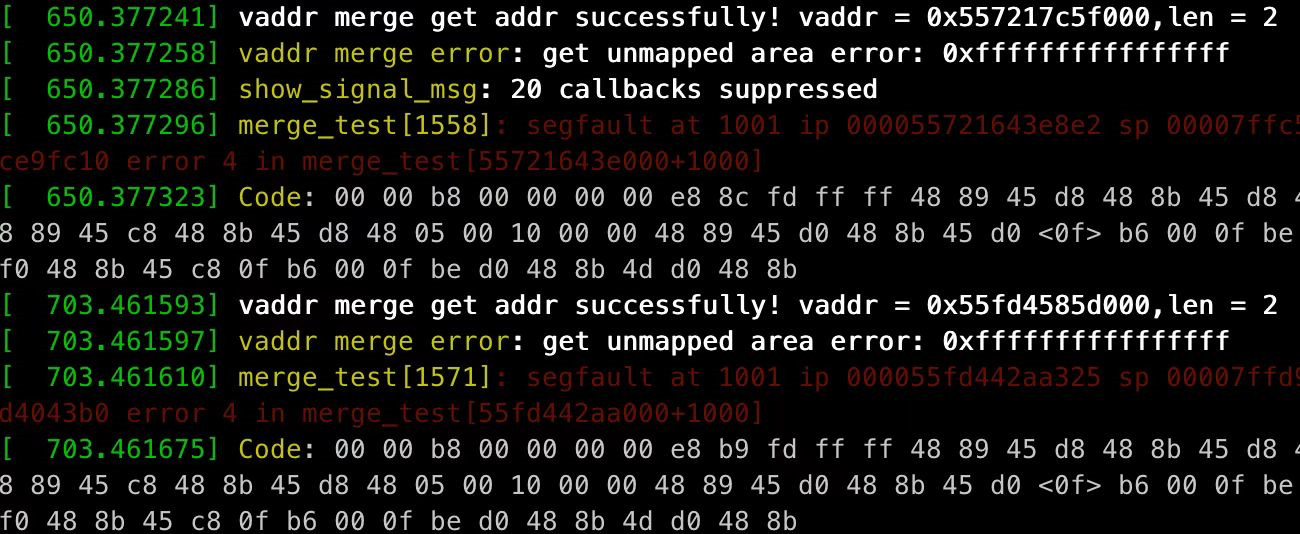 [  650.377241] vaddr merge get addr successfully! vaddr = 0x557217c5f000,len = 2
[  650.377258] vaddr merge error: get unmapped area error: 0xffffffffffffffff
[  650.377286] show_signal_msg: 20 callbacks suppressed
[  650.377296] merge_test[1558]: segfault at 1001 ip 000055721643e8e2 sp 00007ffc5
ce9fc10 error 4 in merge_test[55721643e000+1000]
[  650.377323] Code: 00 00 b8 00 00 00 00 e8 8c fd ff ff 48 89 45 d8 48 8b 45 d8 4
8 89 45 c8 48 8b 45 d8 48 05 00 10 00 00 48 89 45 d0 48 8b 45 d0 <0f> b6 00 0f be
f0 48 8b 45 c8 0f b6 00 0f be d0 48 8b 4d d0 48 8b
[  703.461593] vaddr merge get addr successfully! vaddr = 0x55fd4585d000,len = 2
[  703.461597] vaddr merge error: get unmapped area error: 0xffffffffffffffff
[  703.461610] merge_test[1571]: segfault at 1001 ip 000055fd442aa325 sp 00007ffd9
d4043b0 error 4 in merge_test[55fd442aa000+1000]
[  703.461675] Code: 00 00 b8 00 00 00 00 e8 b9 fd ff ff 48 89 45 d8 48 8b 45 d8 4
8 89 45 c8 48 8b 45 d8 48 05 00 10 00 00 48 89 45 d0 48 8b 45 d0 <0f> b6 00 0f be
f0 48 8b 45 c8 0f b6 00 0f be d0 48 8b 4d d0 48 8b